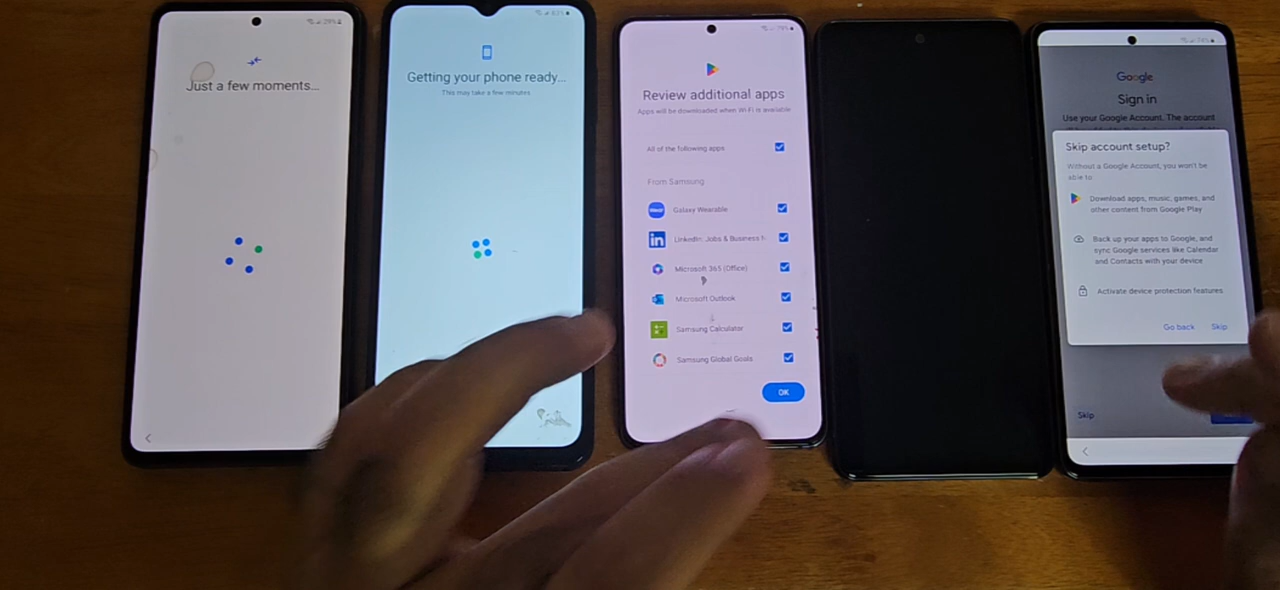 29%
Just a few moments...
83%
Getting your phone ready...
This may take a few minutes
79%
Review additional apps
Apps will be downloaded when Wi-Fi is available.
All of the following apps
From Samsung
Galaxy Wearable
LinkedIn: Jobs & Business N
Microsoft 365 (Office)
Microsoft Outlook
Samsung Calculator
Samsung Global Goals
OK
Google
Sign in
Use your Google Account. The account
Skip account setup?
Without a Google Account, you won't be
able to:
Download apps, music, games, and
other content from Google Play
Back up your apps to Google, and
sync Google services like Calendar
and Contacts with your device
Activate device protection features
Go back Skip
Skip